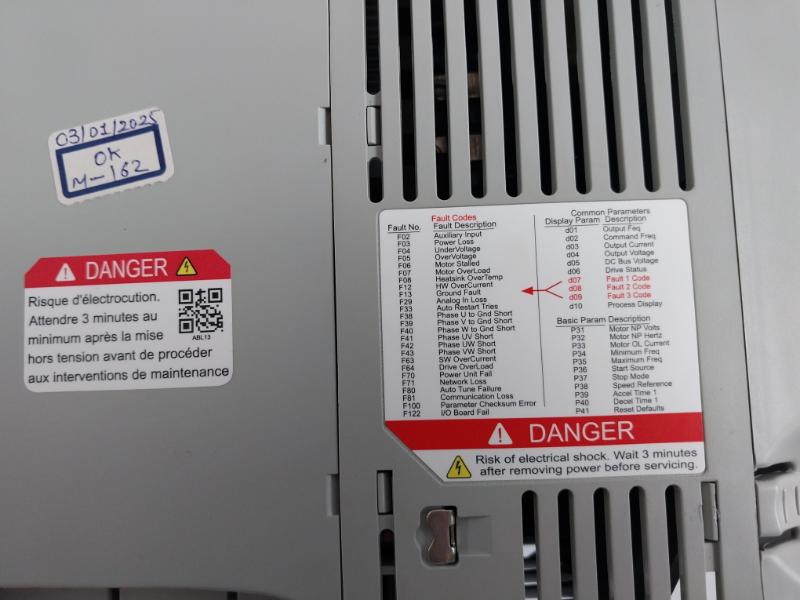 03/01/2025
OK
M-162
DANGER
Risque d'électrocution.
Attendre 3 minutes au
minimum après la mise
hors tension avant de procéder
aux interventions de maintenance
ABL13
Fault Codes
Fault No. Fault Description
F02 Auxiliary Input
F03 Power Loss
F04 UnderVoltage
F05 OverVoltage
F06 Motor Stalled
F07 Motor OverLoad
F08 Heatsink OverTemp
F12 HW OverCurrent
F13 Ground Fault
F29 Analog In Loss
F33 Auto Restart Tries
F38 Phase U to Gnd Short
F39 Phase V to Gnd Short
F40 Phase W to Gnd Short
F41 Phase UV Short
F42 Phase UW Short
F43 Phase VW Short
F63 SW OverCurrent
F64 Drive OverLoad
F70 Power Unit Fail
F71 Network Loss
F80 Auto Tune Failure
F81 Communication Loss
F100 Parameter Checksum Error
F122 I/O Board Fail
Common Parameters
Display Param Description
d01 Output Feq
d02 Command Freq
d03 Output Current
d04 Output Voltage
d05 DC Bus Voltage
d06 Drive Status
d07 Fault 1 Code
d08 Fault 2 Code
d09 Fault 3 Code
d10 Process Display
Basic Param Description
P31 Motor NP Volts
P32 Motor NP Hertz
P33 Motor OL Current
P34 Minimum Freq
P35 Maximum Freq
P36 Start Source
P37 Stop Mode
P38 Speed Reference
P39 Accel Time 1
P40 Decel Time 1
P41 Reset Defaults
DANGER
Risk of electrical shock. Wait 3 minutes
after removing power before servicing.